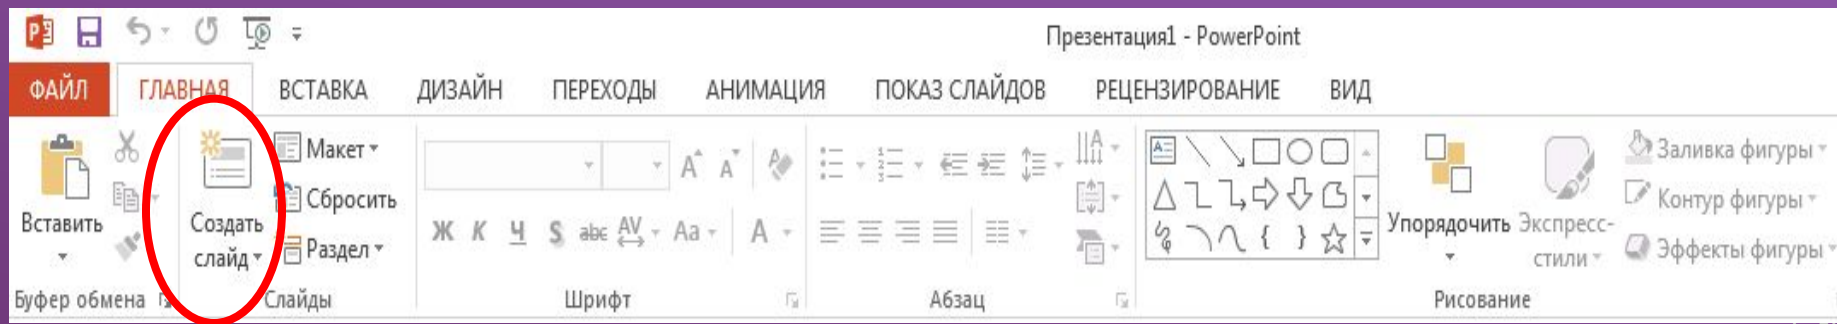 Презентация1 - PowerPoint
ФАЙЛ ГЛАВНАЯ ВСТАВКА ДИЗАЙН ПЕРЕХОДЫ АНИМАЦИЯ ПОКАЗ СЛАЙДОВ РЕЦЕНЗИРОВАНИЕ ВИД
Вставить
Создать
слайд
Макет
Сбросить
Раздел
Ж К Ч S abc AV Aa A
Упорядочить
Экспресс-
стили
Заливка фигуры
Контур фигуры
Эффекты фигуры
Буфер обмена Слайды Шрифт Абзац Рисование